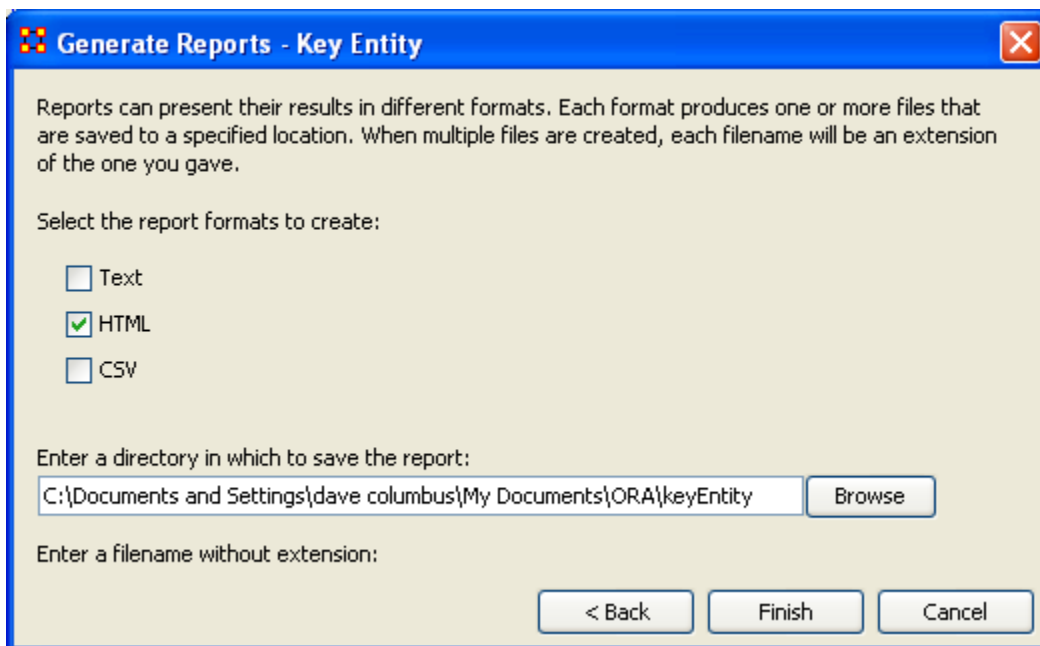 Generate Reports - Key Entity
Reports can present their results in different formats. Each format produces one or more files that
are saved to a specified location. When multiple files are created, each filename will be an extension
of the one you gave.
Select the report formats to create:
Text
HTML
CSV
Enter a directory in which to save the report:
C:\Documents and Settings\dave columbus\My Documents\ORA\keyEntity
Browse
Enter a filename without extension:
< Back
Finish
Cancel